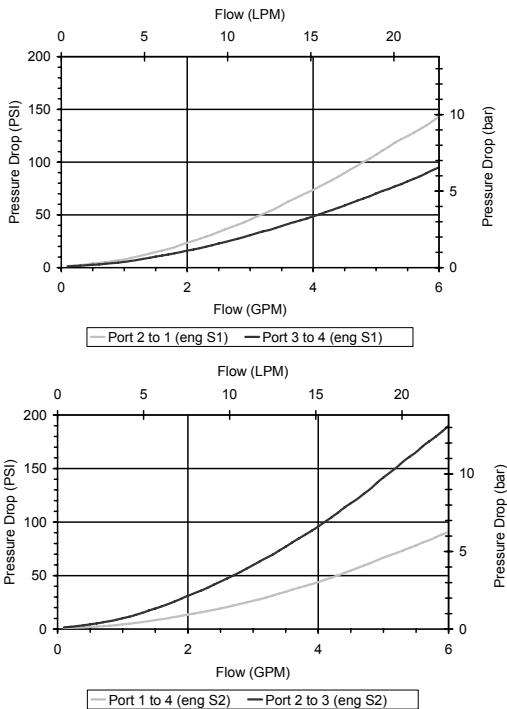 Flow (LPM)
0 5 10 15 20
200
150
100
50
0
Pressure Drop (PSI)
10
5
0
Pressure Drop (bar)
0 2 4 6
Flow (GPM)
Port 2 to 1 (eng S1) Port 3 to 4 (eng S1)
Flow (LPM)
0 5 10 15 20
200
150
100
50
0
Pressure Drop (PSI)
10
5
0
Pressure Drop (bar)
0 2 4 6
Flow (GPM)
Port 1 to 4 (eng S2) Port 2 to 3 (eng S2)